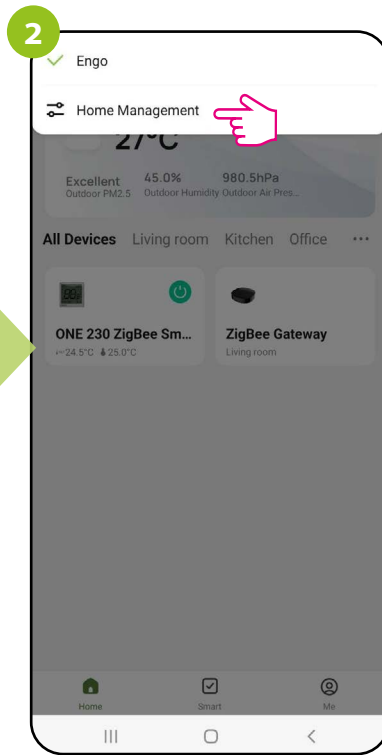 2
Engo
Home Management
27°C
Excellent 45.0% 980.5hPa
Outdoor PM2.5 Outdoor Humidity Outdoor Air Pres...
All Devices Living room Kitchen Office ...
ONE 230 ZigBee Sm... ZigBee Gateway
24.5°C 25.0°C Living room
Home Smart Me